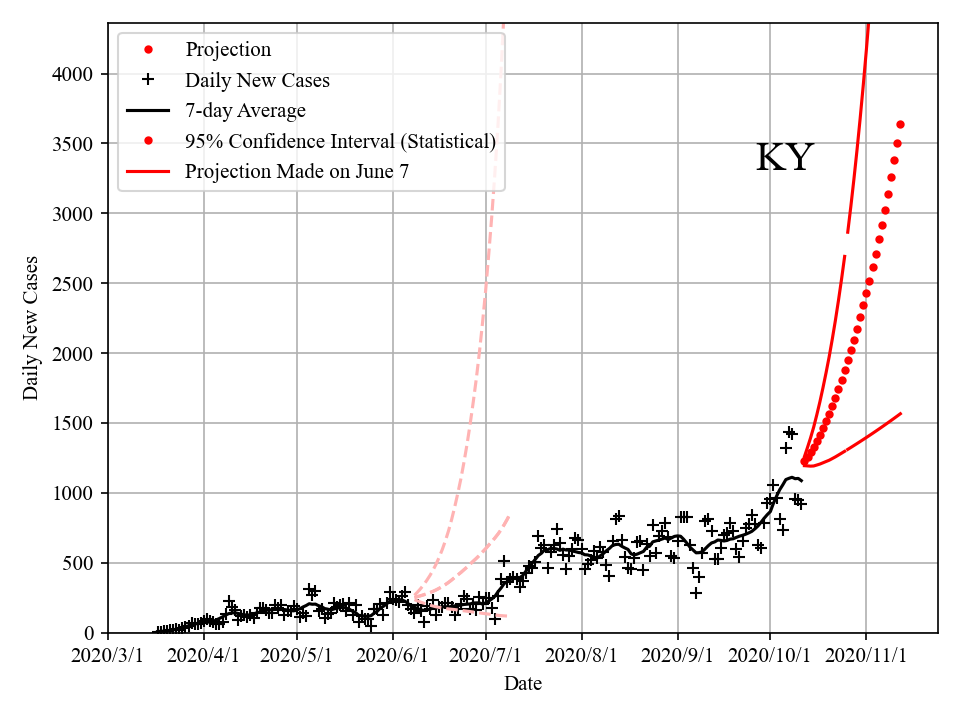 Projection
Daily New Cases
7-day Average
95% Confidence Interval (Statistical)
Projection Made on June 7
KY
4000
3500
3000
2500
2000
1500
1000
500
0
Daily New Cases
2020/3/1 2020/4/1 2020/5/1 2020/6/1 2020/7/1 2020/8/1 2020/9/1 2020/10/1 2020/11/1
Date